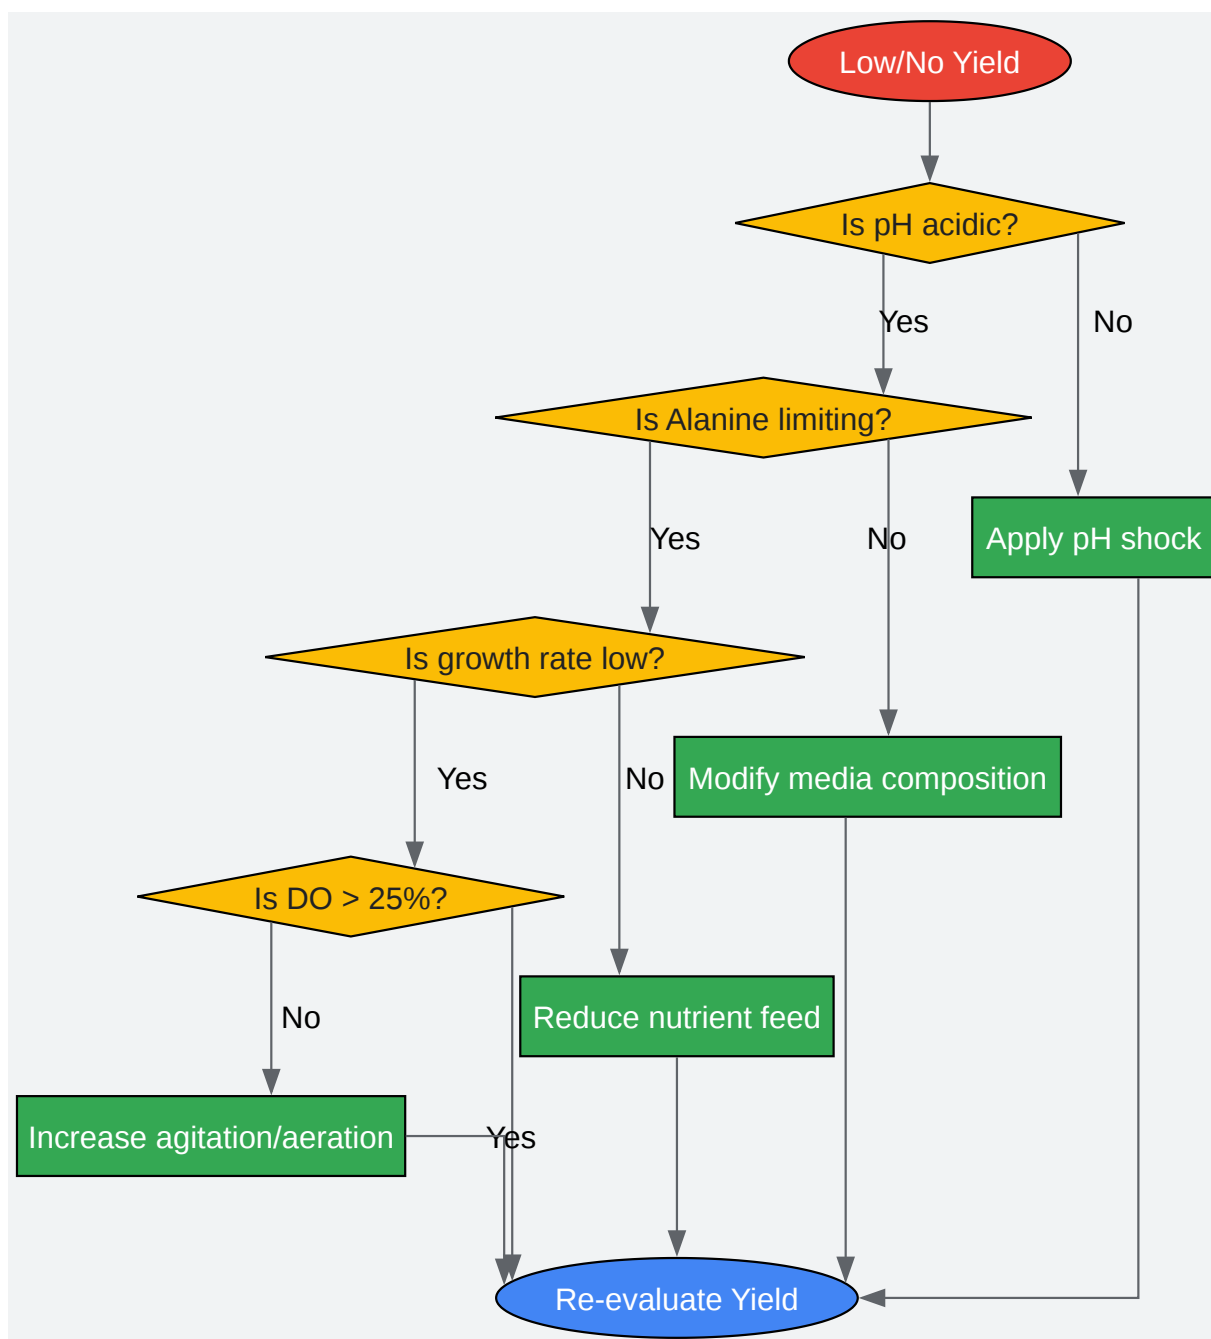 Low/No Yield
Is pH acidic?
Yes
No
Is Alanine limiting?
Yes
No
Apply pH shock
Is growth rate low?
Yes
No
Modify media composition
Is DO > 25%?
No
Reduce nutrient feed
Increase agitation/aeration
Yes
Re-evaluate Yield